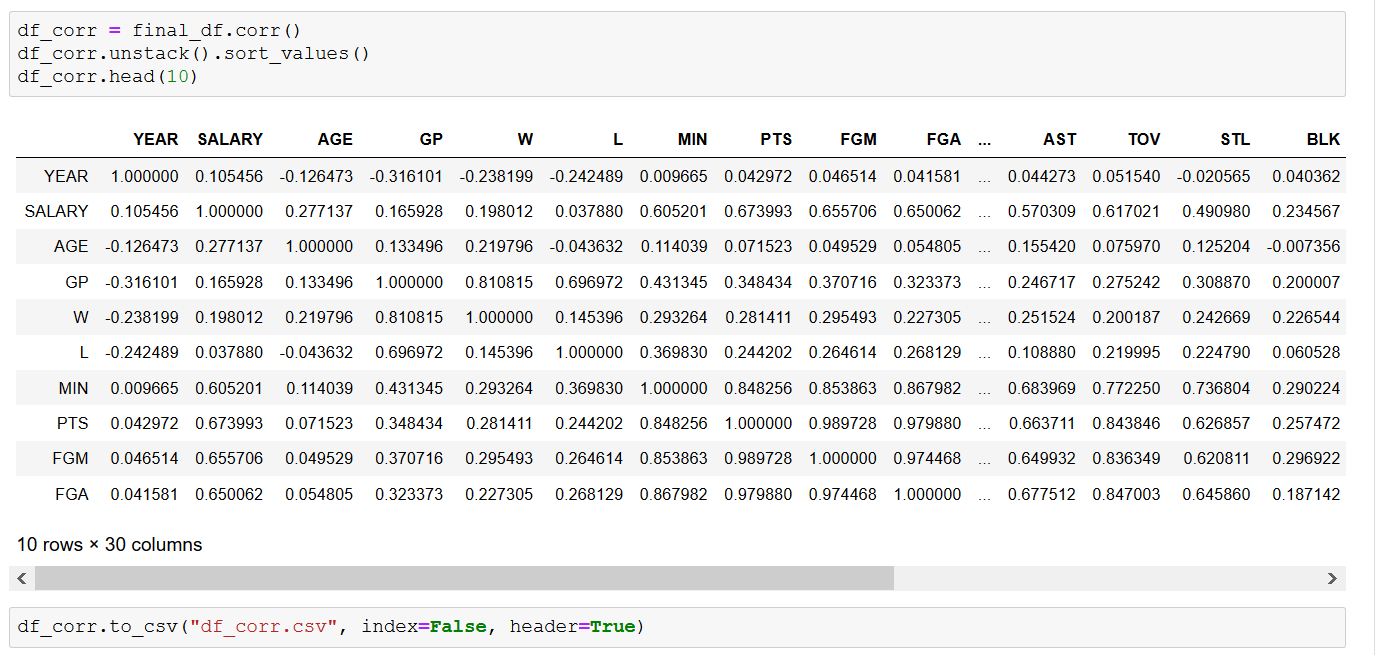 df_corr = final_df.corr()
df_corr.unstack().sort_values()
df_corr.head(10)
YEAR SALARY AGE GP W L MIN PTS FGM FGA ... AST TOV STL BLK
YEAR 1.000000 0.105456 -0.126473 -0.316101 -0.238199 -0.242489 0.009665 0.042972 0.046514 0.041581 ... 0.044273 0.051540 -0.020565 0.040362
SALARY 0.105456 1.000000 0.277137 0.165928 0.198012 0.037880 0.605201 0.673993 0.655706 0.650062 ... 0.570309 0.617021 0.490980 0.234567
AGE -0.126473 0.277137 1.000000 0.133496 0.219796 -0.043632 0.114039 0.071523 0.049529 0.054805 ... 0.155420 0.075970 0.125204 -0.007356
GP -0.316101 0.165928 0.133496 1.000000 0.810815 0.696972 0.431345 0.348434 0.370716 0.323373 ... 0.246717 0.275242 0.308870 0.200007
W -0.238199 0.198012 0.219796 0.810815 1.000000 0.145396 0.293264 0.281411 0.295493 0.227305 ... 0.251524 0.200187 0.242669 0.226544
L -0.242489 0.037880 -0.043632 0.696972 0.145396 1.000000 0.369830 0.244202 0.264614 0.268129 ... 0.108880 0.219995 0.224790 0.060528
MIN 0.009665 0.605201 0.114039 0.431345 0.293264 0.369830 1.000000 0.848256 0.853863 0.867982 ... 0.683969 0.772250 0.736804 0.290224
PTS 0.042972 0.673993 0.071523 0.348434 0.281411 0.244202 0.848256 1.000000 0.989728 0.979880 ... 0.663711 0.843846 0.626857 0.257472
FGM 0.046514 0.655706 0.049529 0.370716 0.295493 0.264614 0.853863 0.989728 1.000000 0.974468 ... 0.649932 0.836349 0.620811 0.296922
FGA 0.041581 0.650062 0.054805 0.323373 0.227305 0.268129 0.867982 0.979880 0.974468 1.000000 ... 0.677512 0.847003 0.645860 0.187142
10 rows × 30 columns
df_corr.to_csv("df_corr.csv", index=False, header=True)